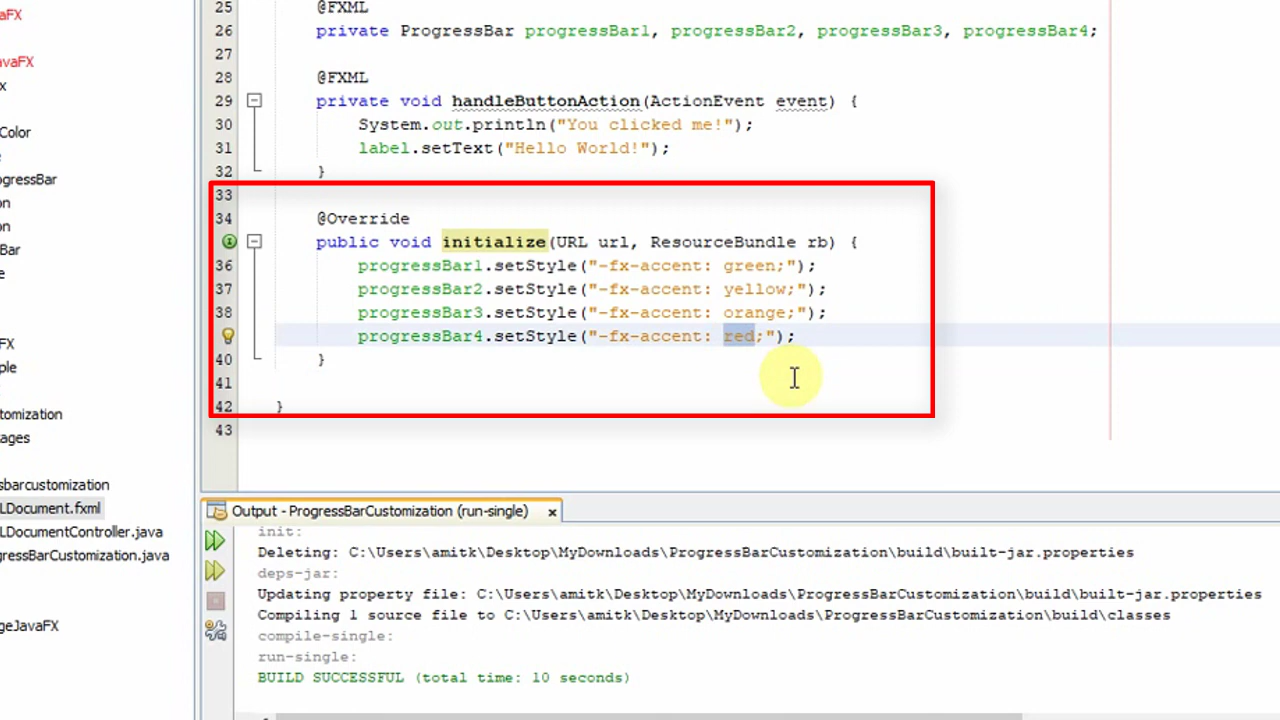 avaFX
avaFX
x
Color
e
ogressBar
on
on
Bar
e
FX
ple
tomization
ages
sbarcustomization
LDocument.fxml
LDocumentController.java
gressBarCustomization.java
geJavaFX
25 @FXML
26 private ProgressBar progressBar1, progressBar2, progressBar3, progressBar4;
27
28 @FXML
29 private void handleButtonAction(ActionEvent event) {
30 System.out.println("You clicked me!");
31 label.setText("Hello World!");
32 }
33
34 @Override
public void initialize(URL url, ResourceBundle rb) {
36 progressBar1.setStyle("-fx-accent: green;");
37 progressBar2.setStyle("-fx-accent: yellow;");
38 progressBar3.setStyle("-fx-accent: orange;");
progressBar4.setStyle("-fx-accent: red;");
40 }
41
42 }
43
Output - ProgressBarCustomization (run-single) ×
init:
Deleting: C:\Users\amitk\Desktop\MyDownloads\ProgressBarCustomization\build\built-jar.properties
deps-jar:
Updating property file: C:\Users\amitk\Desktop\MyDownloads\ProgressBarCustomization\build\built-jar.properties
Compiling 1 source file to C:\Users\amitk\Desktop\MyDownloads\ProgressBarCustomization\build\classes
compile-single:
run-single:
BUILD SUCCESSFUL (total time: 10 seconds)